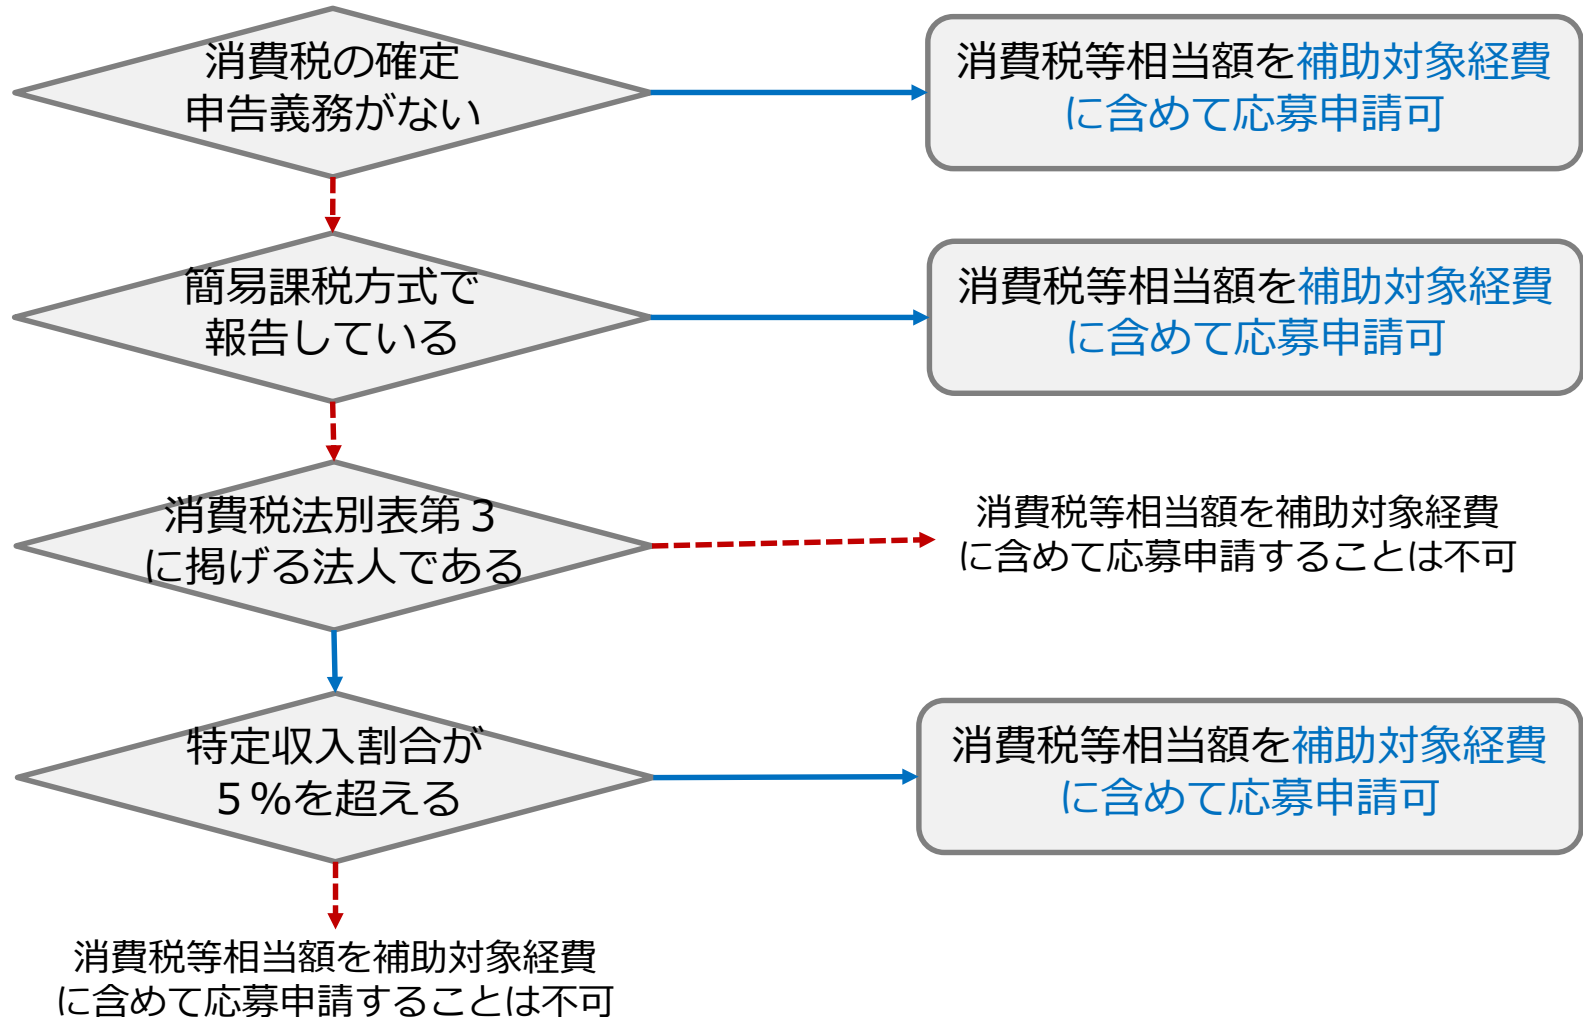 消費税の確定
申告義務がない
消費税等相当額を補助対象経費
に含めて応募申請可
簡易課税方式で
報告している
消費税等相当額を補助対象経費
に含めて応募申請可
消費税法別表第３
に掲げる法人である
消費税等相当額を補助対象経費
に含めて応募申請することは不可
特定収入割合が
５％を超える
消費税等相当額を補助対象経費
に含めて応募申請可
消費税等相当額を補助対象経費
に含めて応募申請することは不可